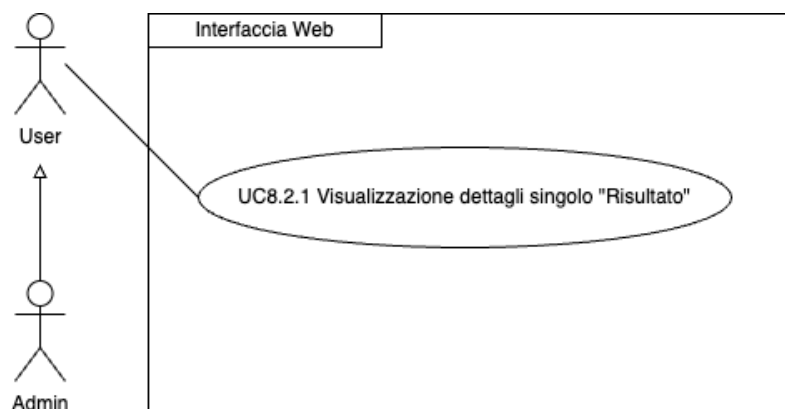 Interfaccia Web
User
UC8.2.1 Visualizzazione dettagli singolo "Risultato"
Admin